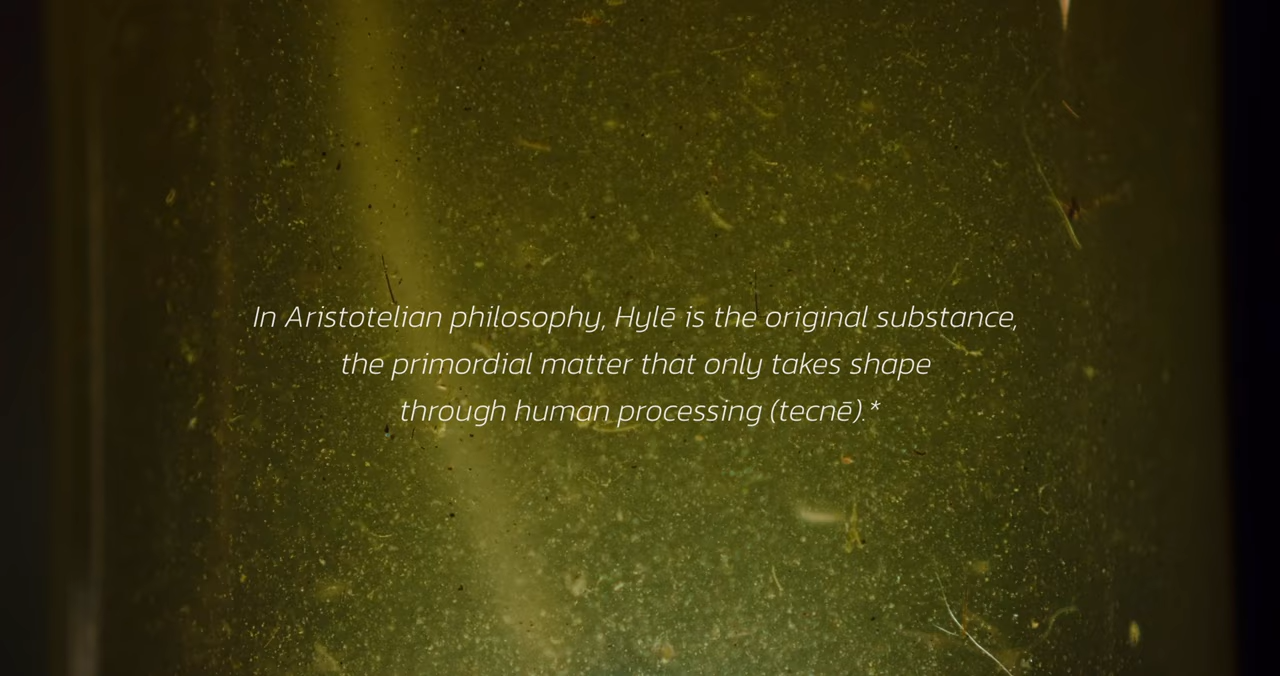 In Aristotelian philosophy, Hylē is the original substance,
the primordial matter that only takes shape
through human processing (tecnē).*